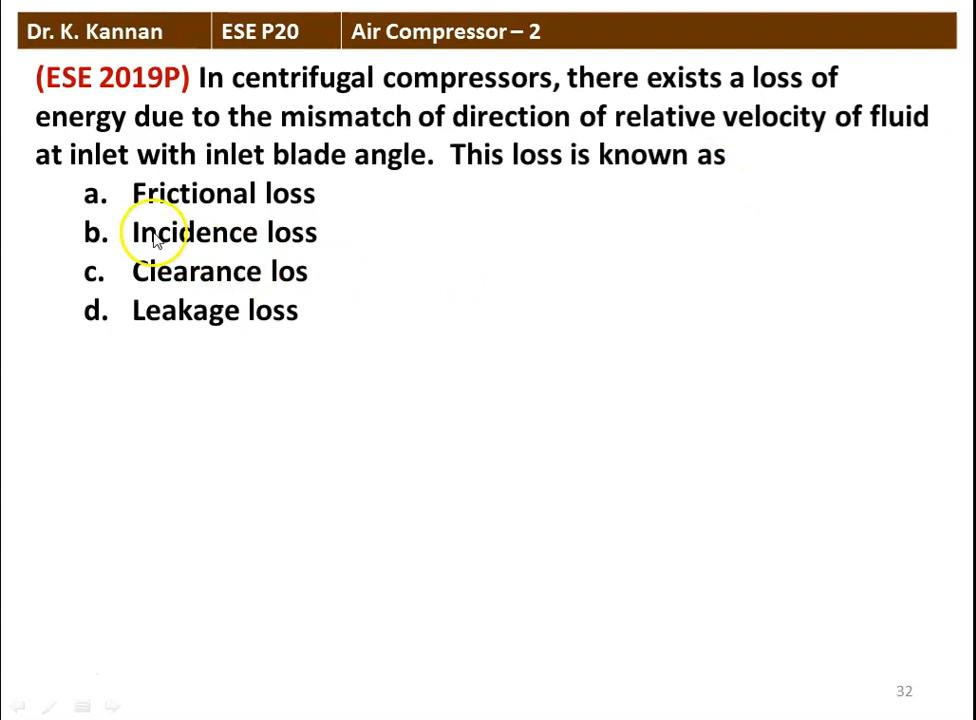 Dr. K. Kannan ESE P20 Air Compressor – 2
(ESE 2019P) In centrifugal compressors, there exists a loss of
energy due to the mismatch of direction of relative velocity of fluid
at inlet with inlet blade angle. This loss is known as
a. Frictional loss
b. Incidence loss
c. Clearance los
d. Leakage loss
32